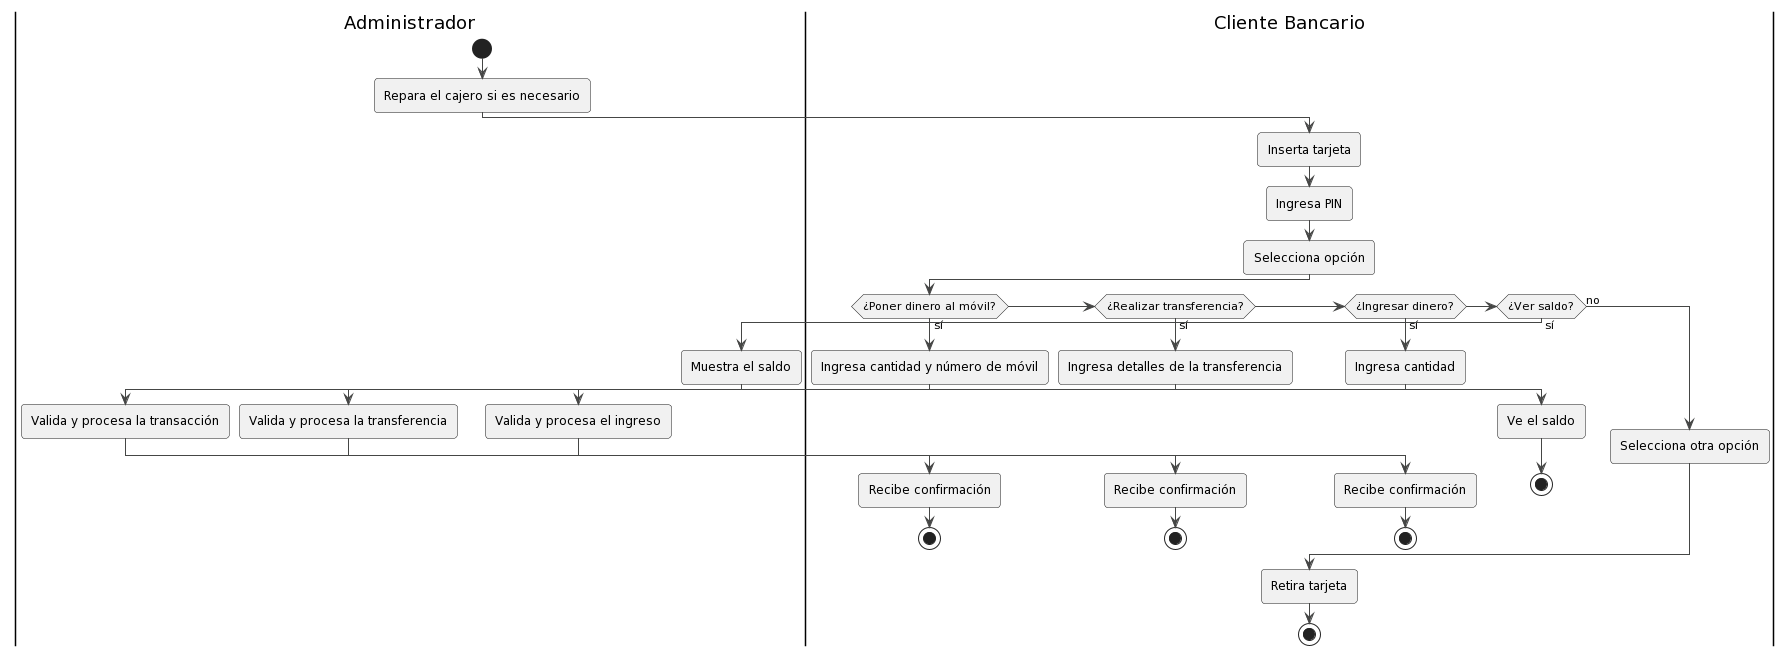 Administrador
Cliente Bancario
Repara el cajero si es necesario
Inserta tarjeta
Ingresa PIN
Selecciona opción
¿Poner dinero al móvil?
¿Realizar transferencia?
¿Ingresar dinero?
¿Ver saldo?
no
sí
sí
sí
sí
Muestra el saldo
Ingresa cantidad y número de móvil
Ingresa detalles de la transferencia
Ingresa cantidad
Valida y procesa la transacción
Valida y procesa la transferencia
Valida y procesa el ingreso
Ve el saldo
Selecciona otra opción
Recibe confirmación
Recibe confirmación
Recibe confirmación
Retira tarjeta